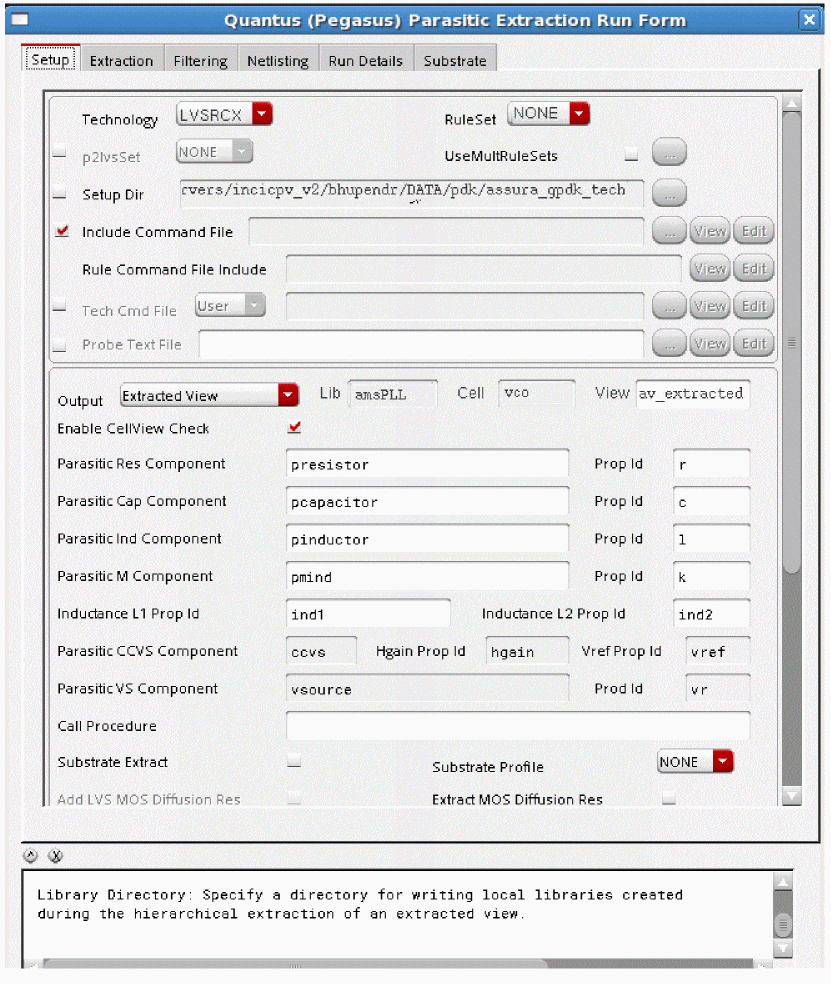 Quantus (Pegasus) Parasitic Extraction Run Form
Setup Extraction Filtering Netlisting Run Details Substrate
Technology LVSRCX RuleSet NONE
p2lvsSet NONE UseMultRuleSets ...
Setup Dir rvers/incicpv_v2/bhupendr/DATA/pdk/assura_gpdk_tech ...
Include Command File ... View Edit
Rule Command File Include View Edit
Tech Cmd File User ... View Edit
Probe Text File ... View Edit
Output Extracted View Lib amsPLL Cell vco View av_extracted
Enable CellView Check
Parasitic Res Component presistor Prop Id r
Parasitic Cap Component pcapacitor Prop Id c
Parasitic Ind Component pinductor Prop Id l
Parasitic M Component pmind Prop Id k
Inductance L1 Prop Id ind1 Inductance L2 Prop Id ind2
Parasitic CCVS Component ccvs Hgain Prop Id hgain Vref Prop Id vref
Parasitic VS Component vsource Prod Id vr
Call Procedure
Substrate Extract Substrate Profile NONE
Add LVS MOS Diffusion Res Extract MOS Diffusion Res
Library Directory: Specify a directory for writing local libraries created
during the hierarchical extraction of an extracted view.